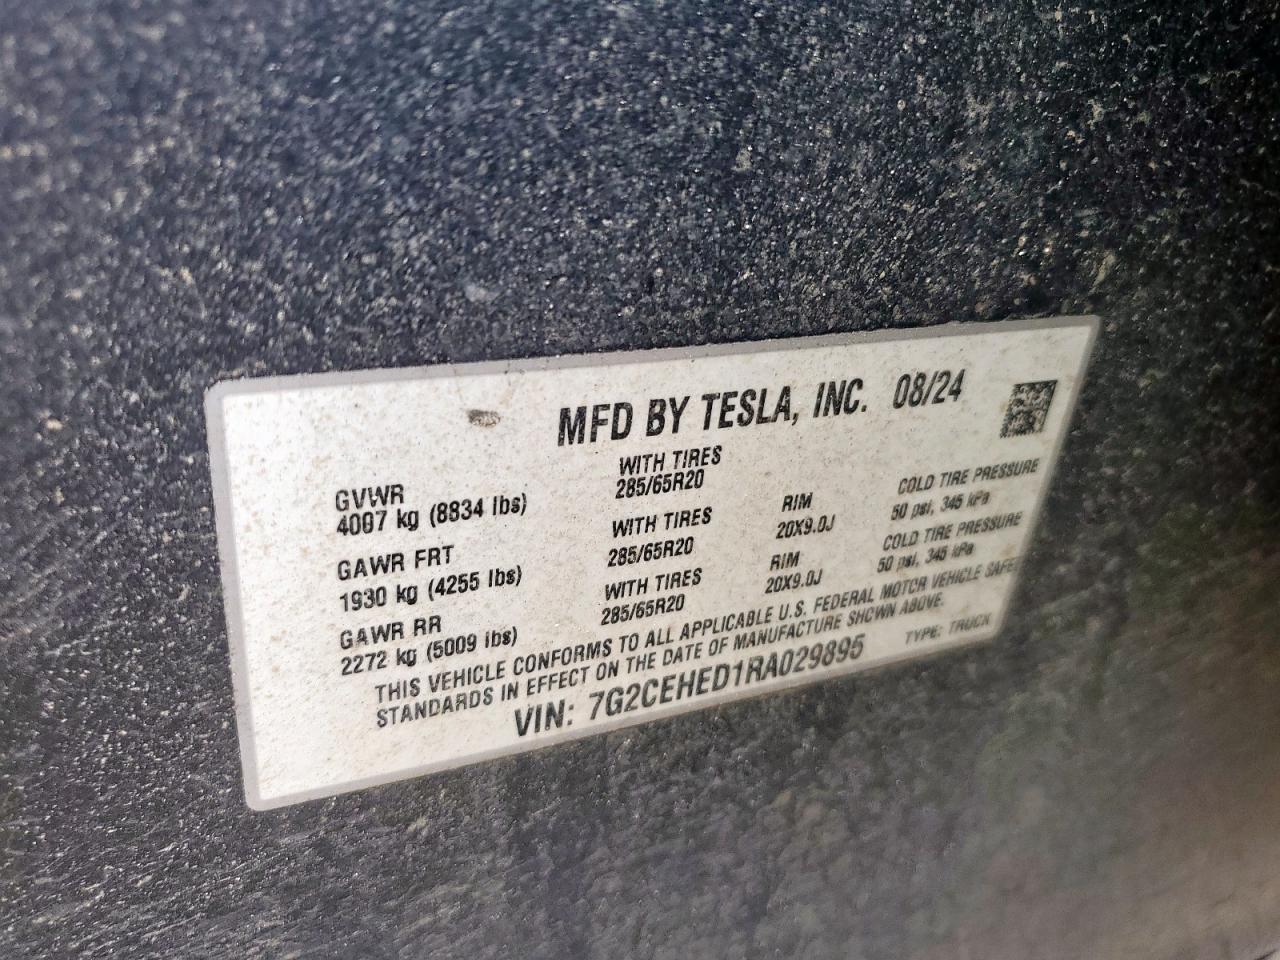 MFD BY TESLA, INC. 08/24
GVWR
4007 kg (8834 lbs)
WITH TIRES
285/65R20
GAWR FRT
1930 kg (4255 lbs)
WITH TIRES
285/65R20
RIM
20X9.0J
COLD TIRE PRESSURE
50 psi, 345 kPa
GAWR RR
2272 kg (5009 lbs)
WITH TIRES
285/65R20
RIM
20X9.0J
COLD TIRE PRESSURE
50 psi, 345 kPa
THIS VEHICLE CONFORMS TO ALL APPLICABLE U.S. FEDERAL MOTOR VEHICLE SAFE
STANDARDS IN EFFECT ON THE DATE OF MANUFACTURE SHOWN ABOVE.
VIN: 7G2CEHED1RA029895
TYPE: TRUCK